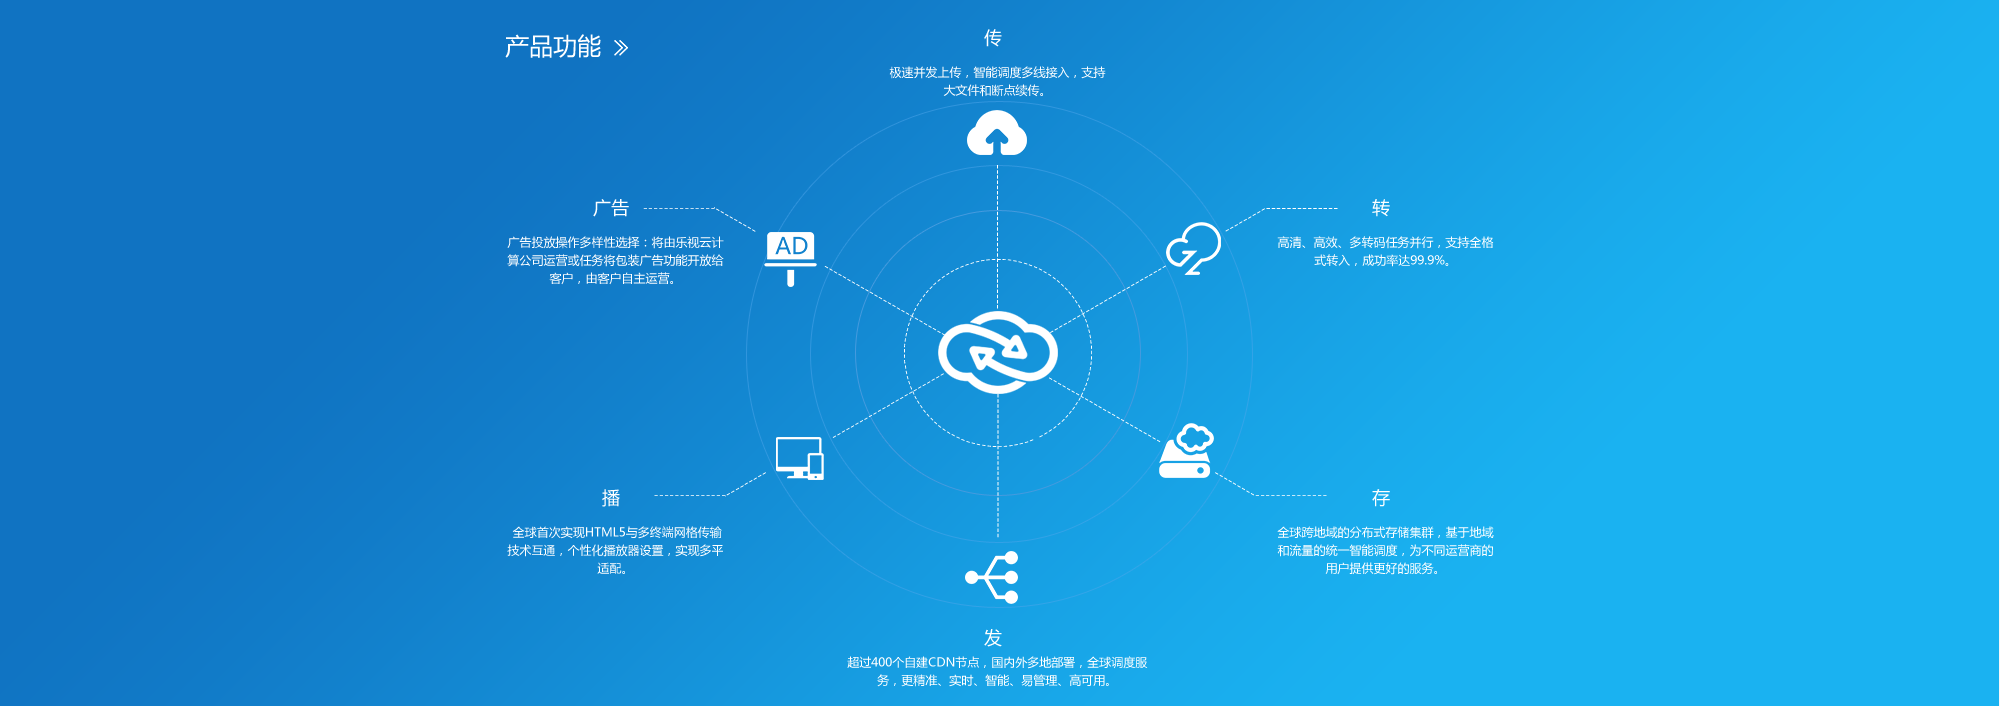 产品功能
传
极速并发上传，智能调度多线接入，支持
大文件和断点续传。
广告
广告投放操作多样性选择：将由乐视云计
算公司运营或任务将包装广告功能开放给
客户，由客户自主运营。
AD
转
高清、高效、多转码任务并行，支持全格
式转入，成功率达99.9%。
播
全球首次实现HTML5与多终端网格传输
技术互通，个性化播放器设置，实现多平
适配。
存
全球跨地域的分布式存储集群，基于地域
和流量的统一智能调度，为不同运营商的
用户提供更好的服务。
发
超过400个自建CDN节点，国内外多地部署，全球调度服
务，更精准、实时、智能、易管理、高可用。